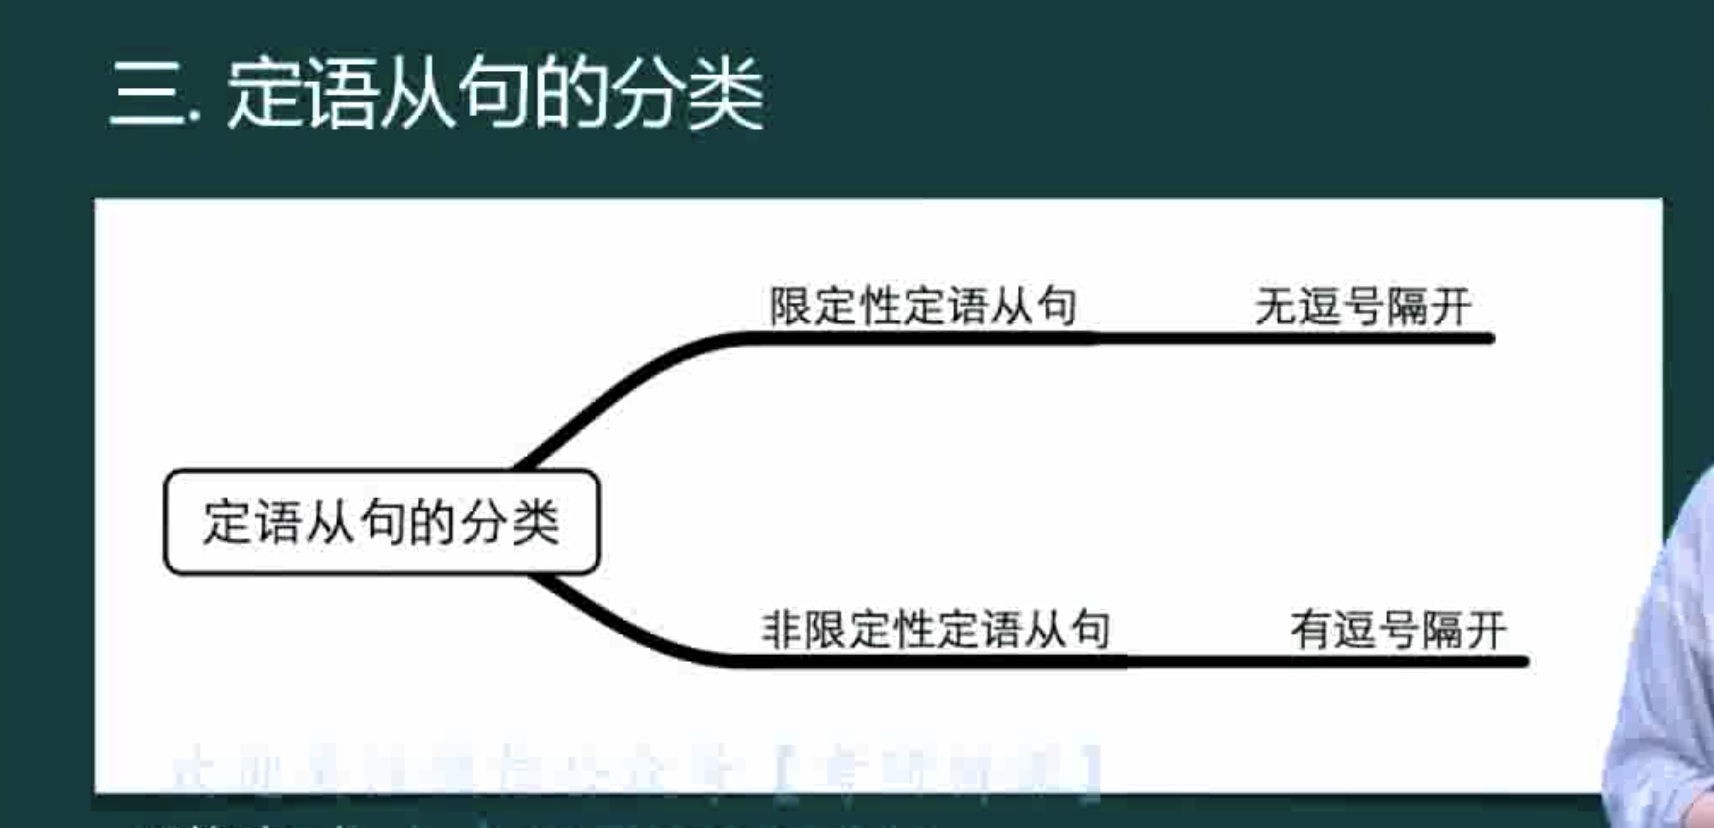 三. 定语从句的分类
限定性定语从句 无逗号隔开
定语从句的分类
非限定性定语从句 有逗号隔开